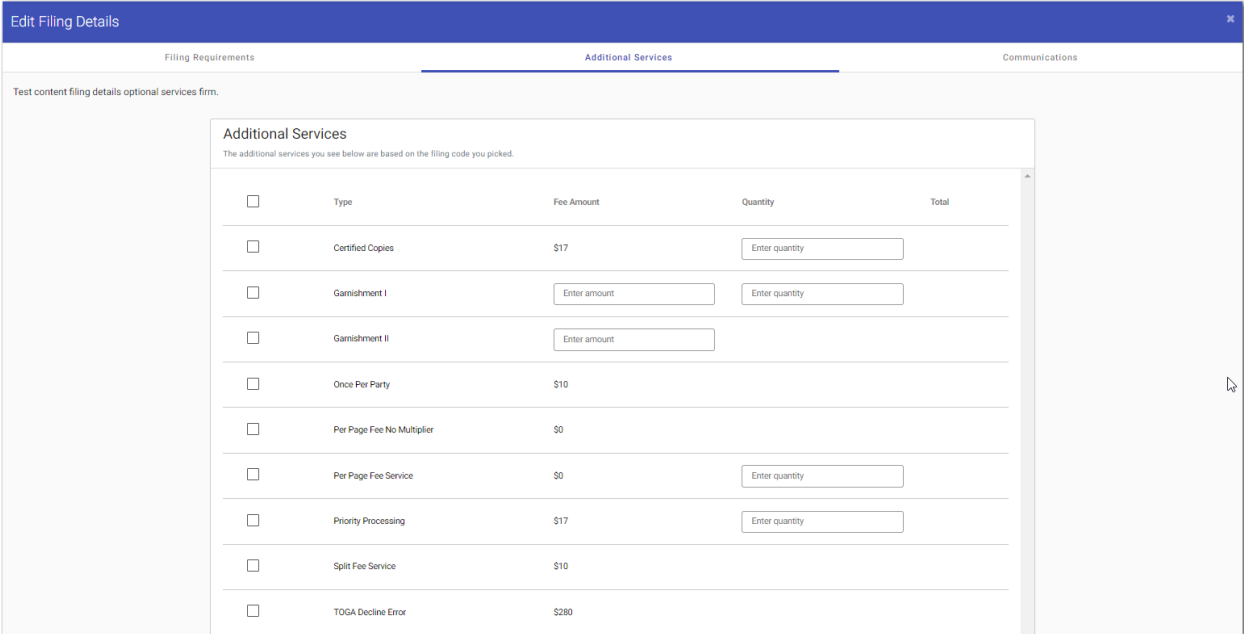 Edit Filing Details
Filing Requirements Additional Services Communications
Test content filing details optional services firm.
Additional Services
The additional services you see below are based on the filing code you picked.
Type Fee Amount Quantity Total
Certified Copies $17 Enter quantity
Garnishment I Enter amount Enter quantity
Garnishment II Enter amount
Once Per Party $10
Per Page Fee No Multiplier $0
Per Page Fee Service $0 Enter quantity
Priority Processing $17 Enter quantity
Split Fee Service $10
TOGA Decline Error $280